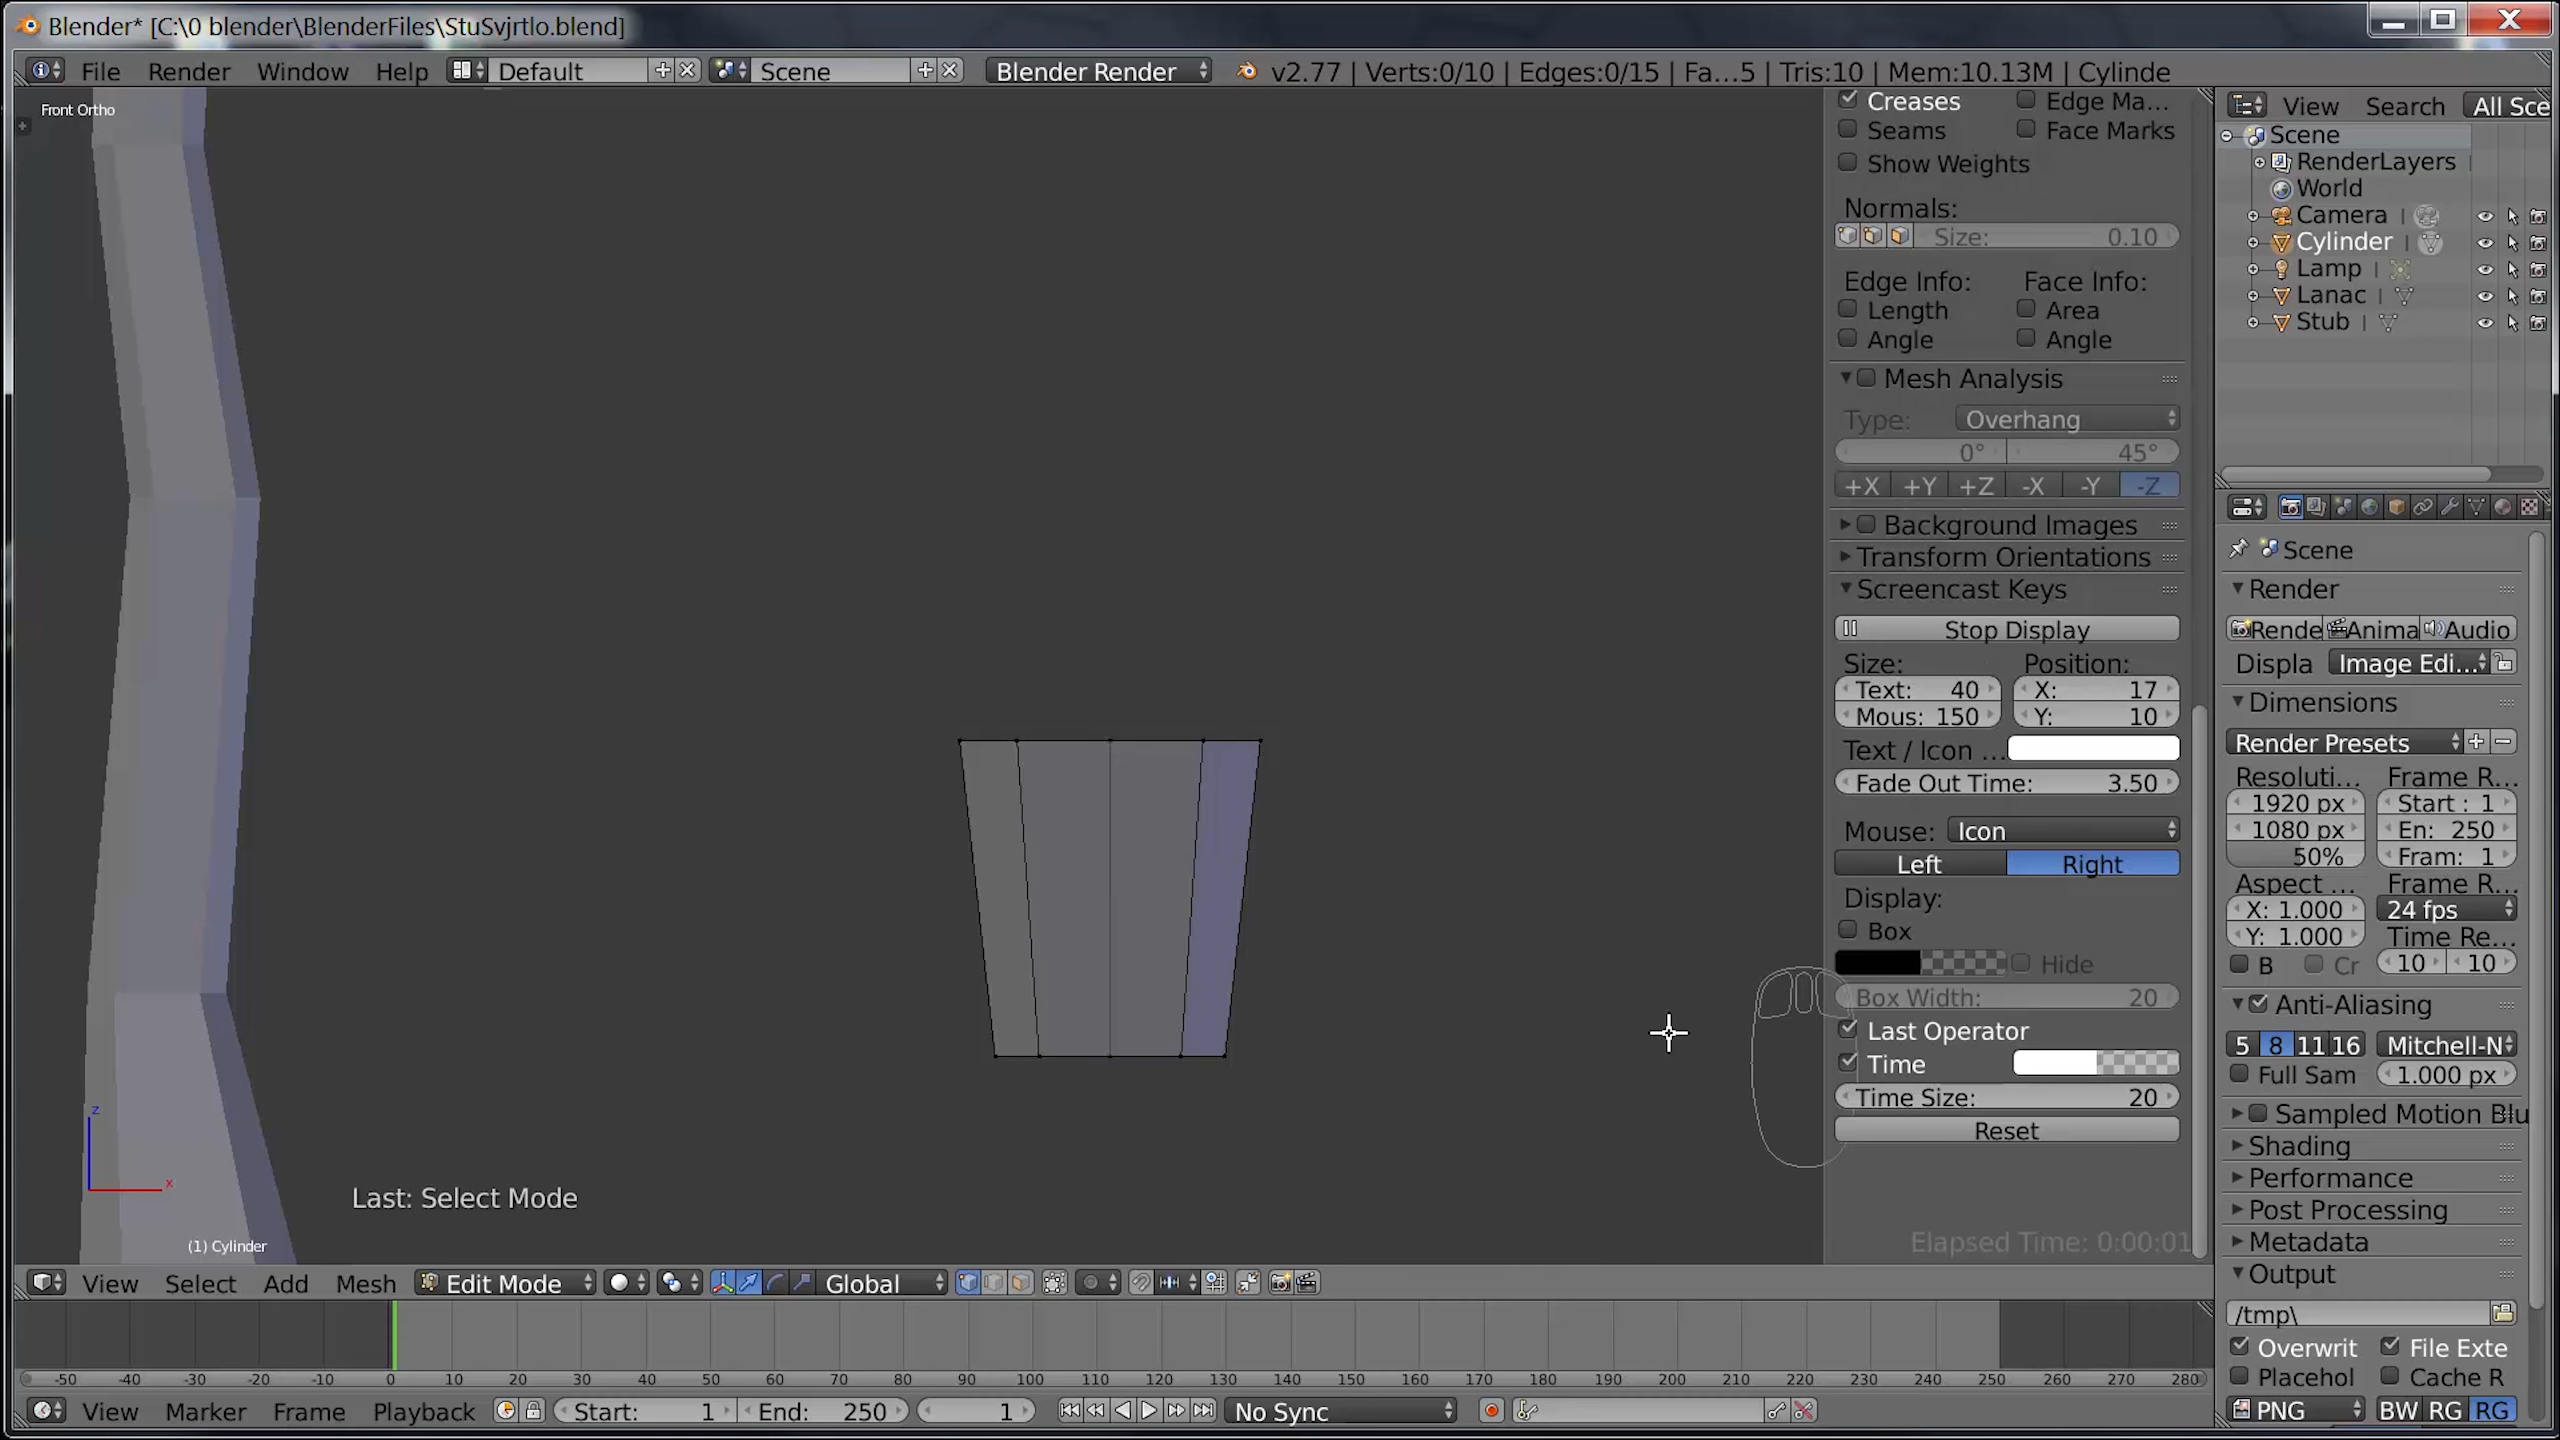 Blender* [C:\0 blender\BlenderFiles\StuSvjrtlo.blend]
File Render Window Help Default Scene Blender Render v2.77 | Verts:0/10 | Edges:0/15 | Fa...5 | Tris:10 | Mem:10.13M | Cylinde
Front Ortho
Creases Edge Ma...
Seams Face Marks
Show Weights
Normals:
Size: 0.10
Edge Info: Face Info:
Length Area
Angle Angle
Mesh Analysis
Type: Overhang
0° 45°
+X +Y +Z -X -Y -Z
Background Images
Transform Orientations
Screencast Keys
Stop Display
Size: Position:
Text: 40 X: 17
Mous: 150 Y: 10
Text / Icon ...
Fade Out Time: 3.50
Mouse: Icon
Left Right
Display:
Box
Hide
Box Width: 20
Last Operator
Time
Time Size: 20
Reset
Elapsed Time: 0:00:01
View Search All Sce
Scene
RenderLayers
World
Camera
Cylinder
Lamp
Lanac
Stub
Scene
Render
Rende Anima Audio
Displa Image Edi...
Dimensions
Render Presets
Resoluti... Frame R...
1920 px Start : 1
1080 px En: 250
50% Fram: 1
Aspect ... Frame R...
X: 1.000 24 fps
Y: 1.000 Time Re...
B Cr 10 10
Anti-Aliasing
5 8 11 16 Mitchell-N
Full Sam 1.000 px
Sampled Motion Blu
Shading
Performance
Post Processing
Metadata
Output
/tmp\
Overwrit File Exte
Placehol Cache R
PNG BW RG RG
z
x
Last: Select Mode
(1) Cylinder
View Select Add Mesh Edit Mode Global
-50 -40 -30 -20 -10 0 10 20 30 40 50 60 70 80 90 100 110 120 130 140 150 160 170 180 190 200 210 220 230 240 250 260 270 280
View Marker Frame Playback Start: 1 End: 250 1 No Sync